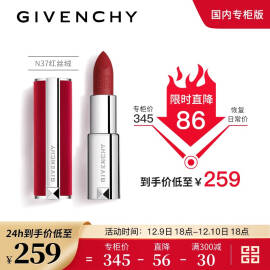 GIVENCHY
国内专柜版
N37红丝绒
专柜价
345
限时直降
86
恢复
日常价
到手价低至¥259
GIVENCHY
24h到手价低至
¥259
活动时间：12.9日 18点-12.10日 18点
专柜价 直降 满300减
¥259 = 345 - 56 - 30